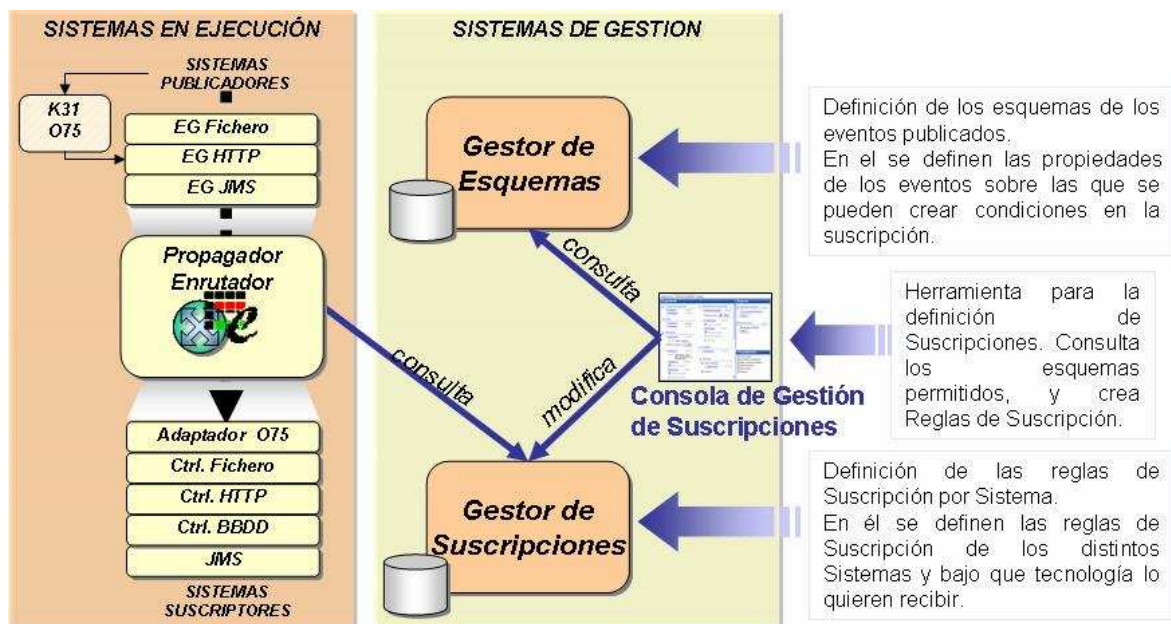 SISTEMAS EN EJECUCIÓN
SISTEMAS
PUBLICADORES
K31
O75
EG Fichero
EG HTTP
EG JMS
Propagador
Enrutador
Adaptador O75
Ctrl. Fichero
Ctrl. HTTP
Ctrl. BBDD
JMS
SISTEMAS
SUSCRIPTORES
SISTEMAS DE GESTION
Gestor de
Esquemas
consulta
consulta
modifica
Consola de Gestión
de Suscripciones
Gestor de
Suscripciones
Definición de los esquemas de los
eventos publicados.
En el se definen las propiedades
de los eventos sobre las que se
pueden crear condiciones en la
suscripción.
Herramienta para la
definición de
Suscripciones. Consulta
los esquemas
permitidos, y crea
Reglas de Suscripción.
Definición de las reglas de
Suscripción por Sistema.
En él se definen las reglas de
Suscripción de los distintos
Sistemas y bajo que tecnología lo
quieren recibir.